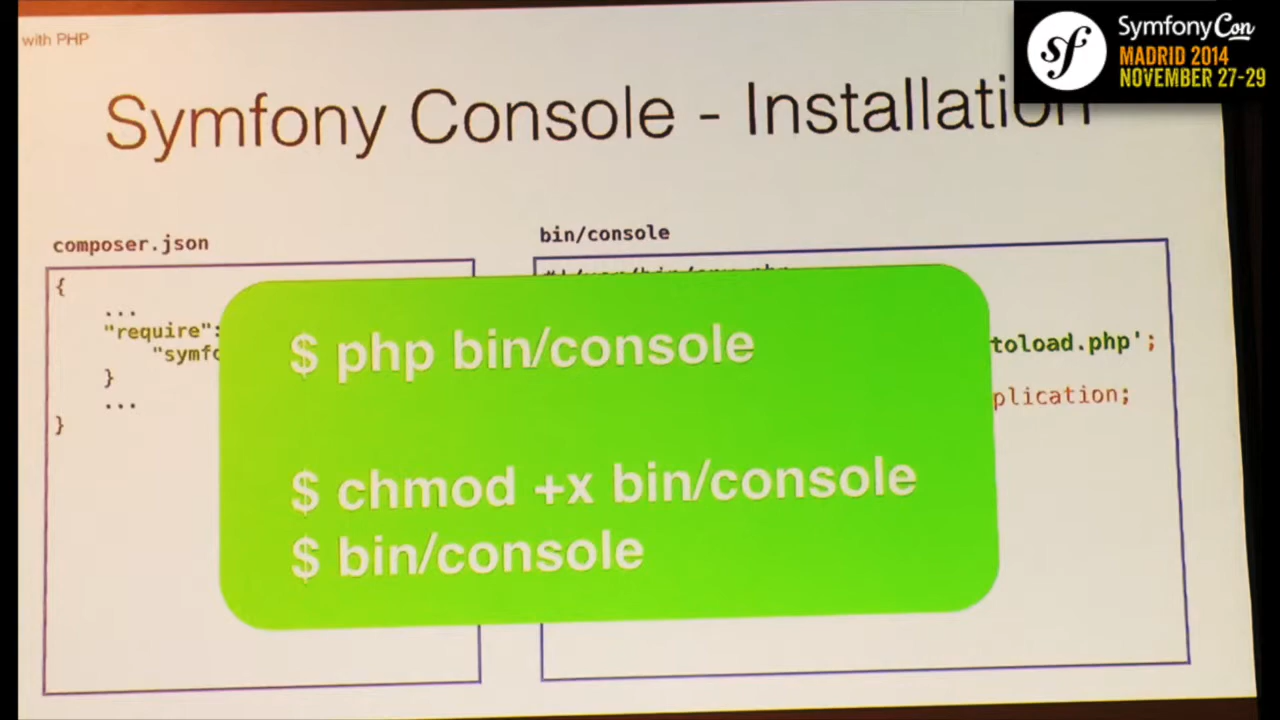 with PHP
SymfonyCon
MADRID 2014
NOVEMBER 27-29
Symfony Console - Installation
composer.json
{
...
"require":
"symfo
}
...
}
bin/console
toload.php';
plication;
$ php bin/console
$ chmod +x bin/console
$ bin/console